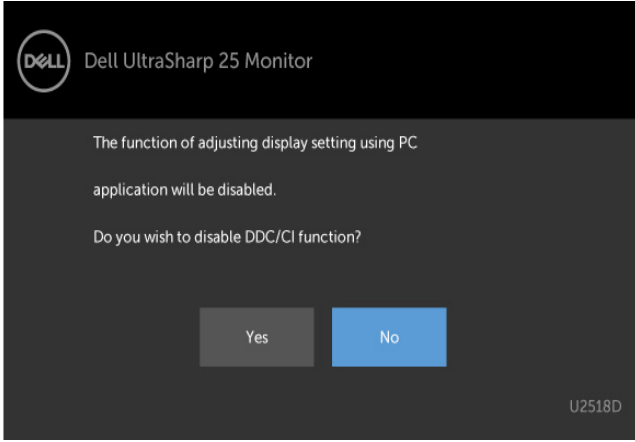 DELL
Dell UltraSharp 25 Monitor
The function of adjusting display setting using PC
application will be disabled.
Do you wish to disable DDC/CI function?
Yes
No
U2518D